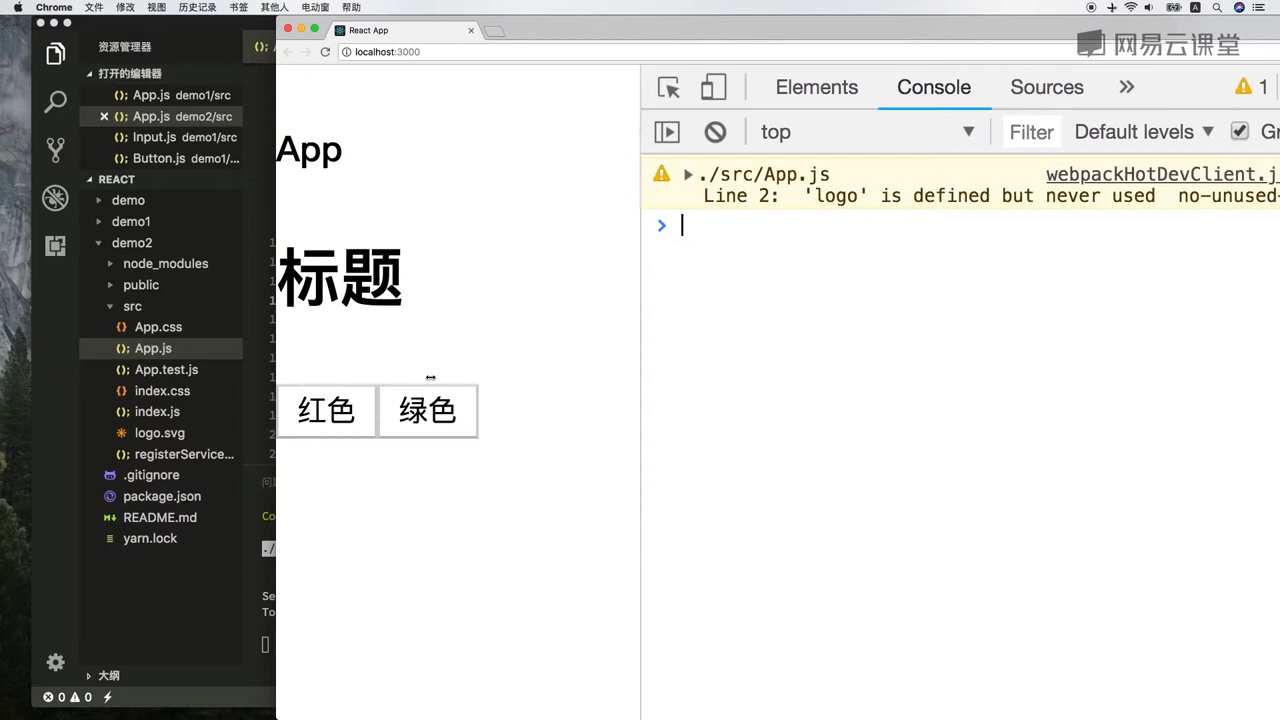 Chrome 文件 修改 视图 历史记录 书签 其他人 电动窗 帮助
React App
localhost:3000
网易云课堂
资源管理器
打开的编辑器
App.js demo1/src
App.js demo2/src
Input.js demo1/src
Button.js demo1/...
REACT
demo
demo1
demo2
node_modules
public
src
App.css
App.js
App.test.js
index.css
index.js
logo.svg
registerService...
.gitignore
package.json
README.md
yarn.lock
大纲
0 0
App
标题
红色 绿色
Elements Console Sources » 1
top Filter Default levels
./src/App.js webpackHotDevClient.j
Line 2: 'logo' is defined but never used no-unused-